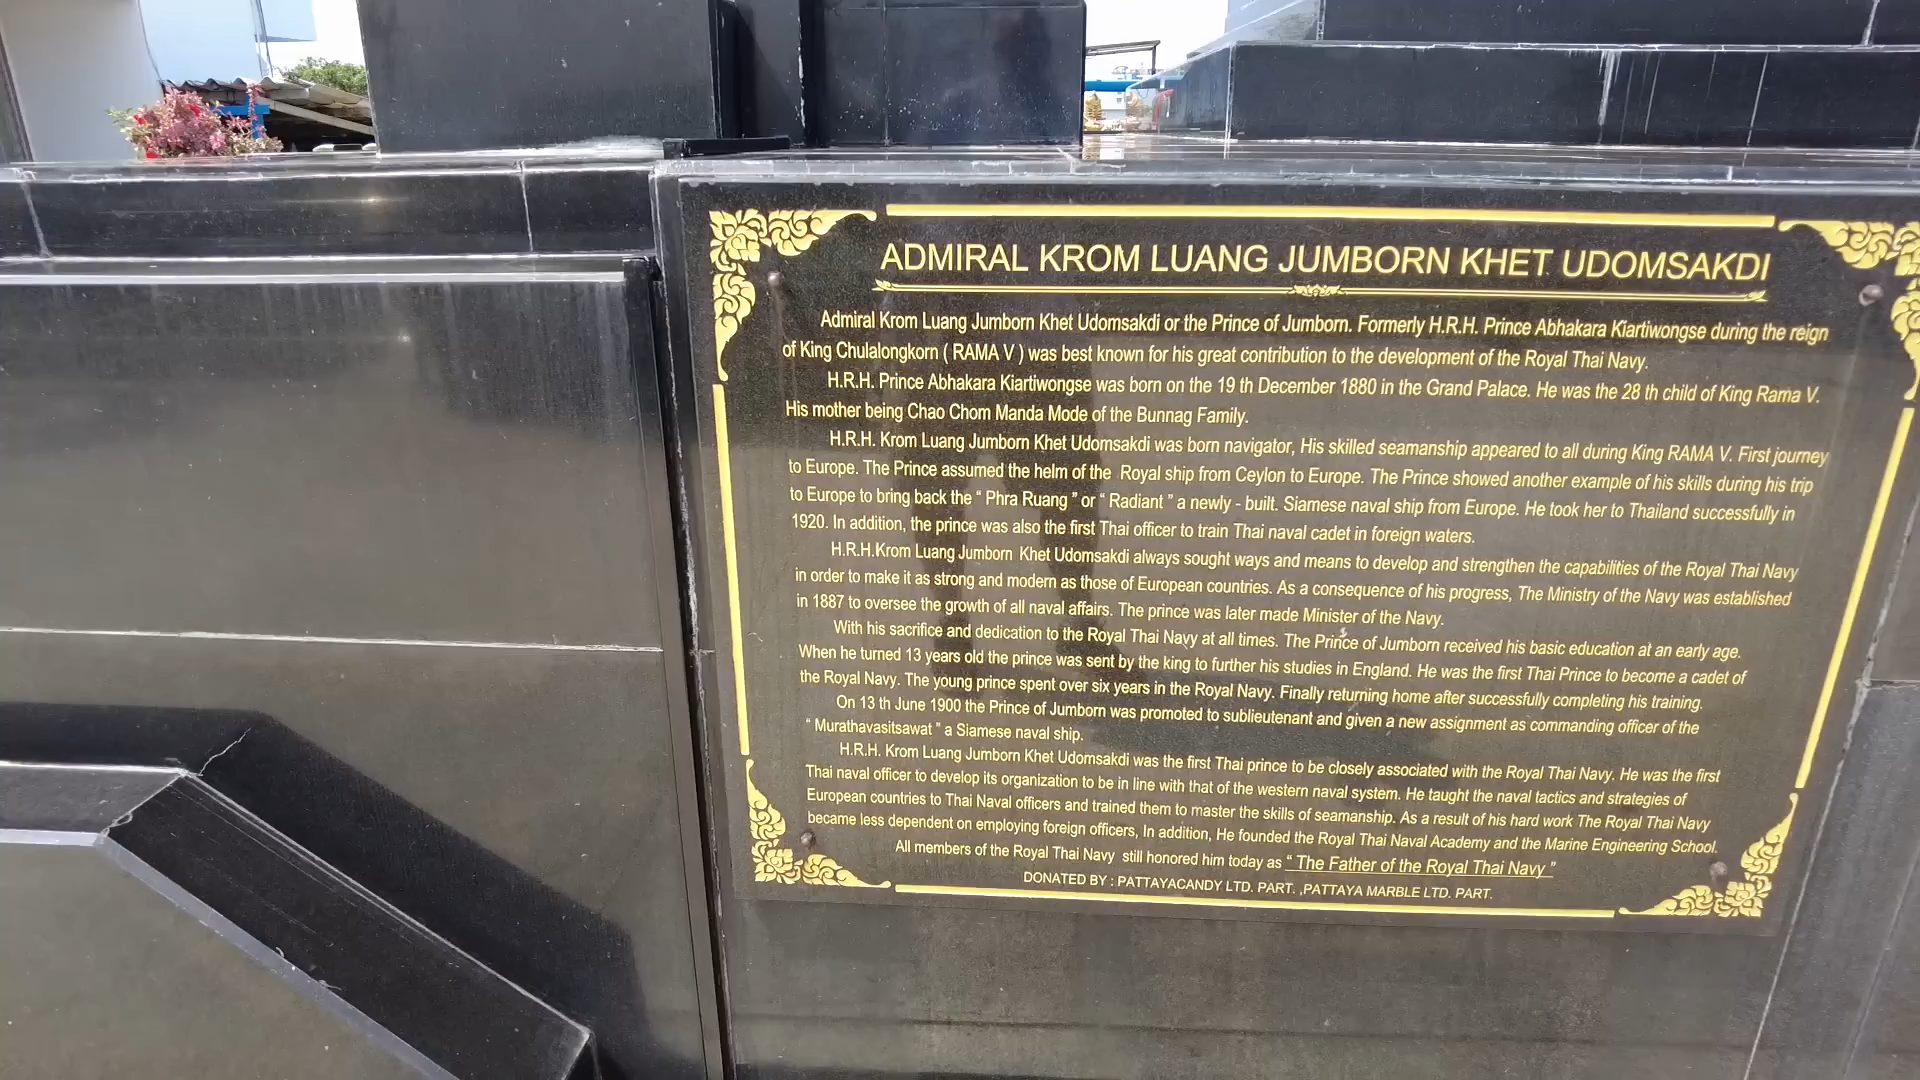 ADMIRAL KROM LUANG JUMBORN KHET UDOMSAKDI
Admiral Krom Luang Jumborn Khet Udomsakdi or the Prince of Jumborn. Formerly H.R.H. Prince Abhakara Kiartiwongse during the reign
of King Chulalongkorn ( RAMA V ) was best known for his great contribution to the development of the Royal Thai Navy.
H.R.H. Prince Abhakara Kiartiwongse was born on the 19 th December 1880 in the Grand Palace. He was the 28 th child of King Rama V.
His mother being Chao Chom Manda Mode of the Bunnag Family.
H.R.H. Krom Luang Jumborn Khet Udomsakdi was born navigator, His skilled seamanship appeared to all during King RAMA V. First journey
to Europe. The Prince assumed the helm of the Royal ship from Ceylon to Europe. The Prince showed another example of his skills during his trip
to Europe to bring back the “ Phra Ruang ” or “ Radiant ” a newly - built. Siamese naval ship from Europe. He took her to Thailand successfully in
1920. In addition, the prince was also the first Thai officer to train Thai naval cadet in foreign waters.
H.R.H.Krom Luang Jumborn Khet Udomsakdi always sought ways and means to develop and strengthen the capabilities of the Royal Thai Navy
in order to make it as strong and modern as those of European countries. As a consequence of his progress, The Ministry of the Navy was established
in 1887 to oversee the growth of all naval affairs. The prince was later made Minister of the Navy.
With his sacrifice and dedication to the Royal Thai Navy at all times. The Prince of Jumborn received his basic education at an early age.
When he turned 13 years old the prince was sent by the king to further his studies in England. He was the first Thai Prince to become a cadet of
the Royal Navy. The young prince spent over six years in the Royal Navy. Finally returning home after successfully completing his training.
On 13 th June 1900 the Prince of Jumborn was promoted to sublieutenant and given a new assignment as commanding officer of the
“ Murathavasitsawat ” a Siamese naval ship.
H.R.H. Krom Luang Jumborn Khet Udomsakdi was the first Thai prince to be closely associated with the Royal Thai Navy. He was the first
Thai naval officer to develop its organization to be in line with that of the western naval system. He taught the naval tactics and strategies of
European countries to Thai Naval officers and trained them to master the skills of seamanship. As a result of his hard work The Royal Thai Navy
became less dependent on employing foreign officers, In addition, He founded the Royal Thai Naval Academy and the Marine Engineering School.
All members of the Royal Thai Navy still honored him today as “ The Father of the Royal Thai Navy ”
DONATED BY : PATTAYACANDY LTD. PART. ,PATTAYA MARBLE LTD. PART.